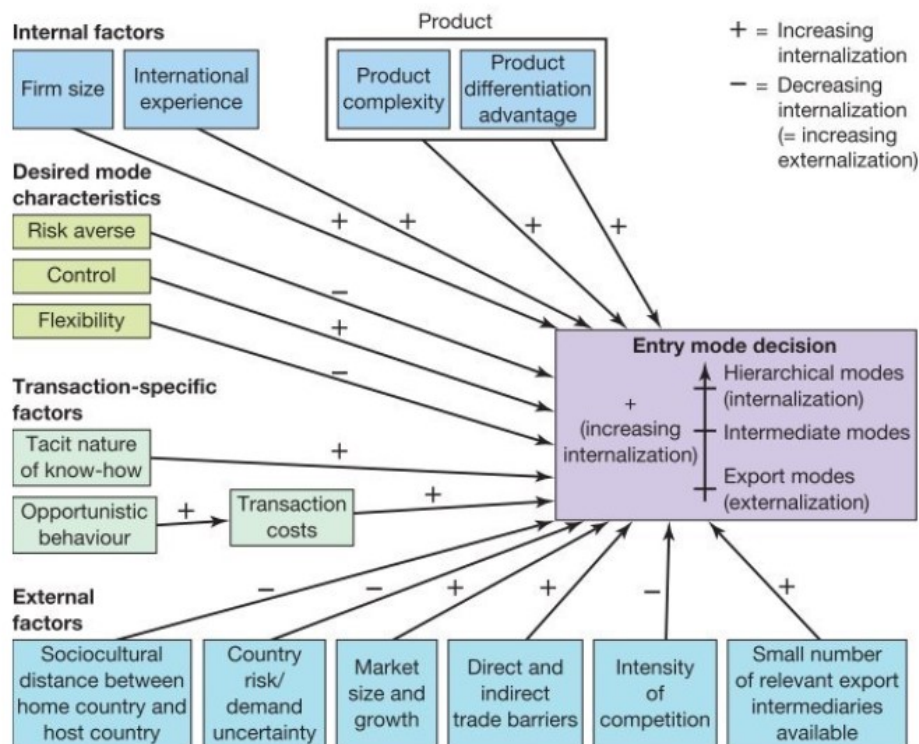 Internal factors
Firm size
International
experience
Product
Product
complexity
Product
differentiation
advantage
+ = Increasing
internalization
− = Decreasing
internalization
(= increasing
externalization)
Desired mode
characteristics
Risk averse
Control
Flexibility
+
+
+
+
−
+
−
Entry mode decision
+
(increasing
internalization)
Hierarchical modes
(internalization)
Intermediate modes
Export modes
(externalization)
Transaction-specific
factors
Tacit nature
of know-how
+
Opportunistic
behaviour
+
Transaction
costs
+
External
factors
−
−
+
+
−
+
Sociocultural
distance between
home country and
host country
Country
risk/
demand
uncertainty
Market
size and
growth
Direct and
indirect
trade barriers
Intensity
of
competition
Small number
of relevant export
intermediaries
available